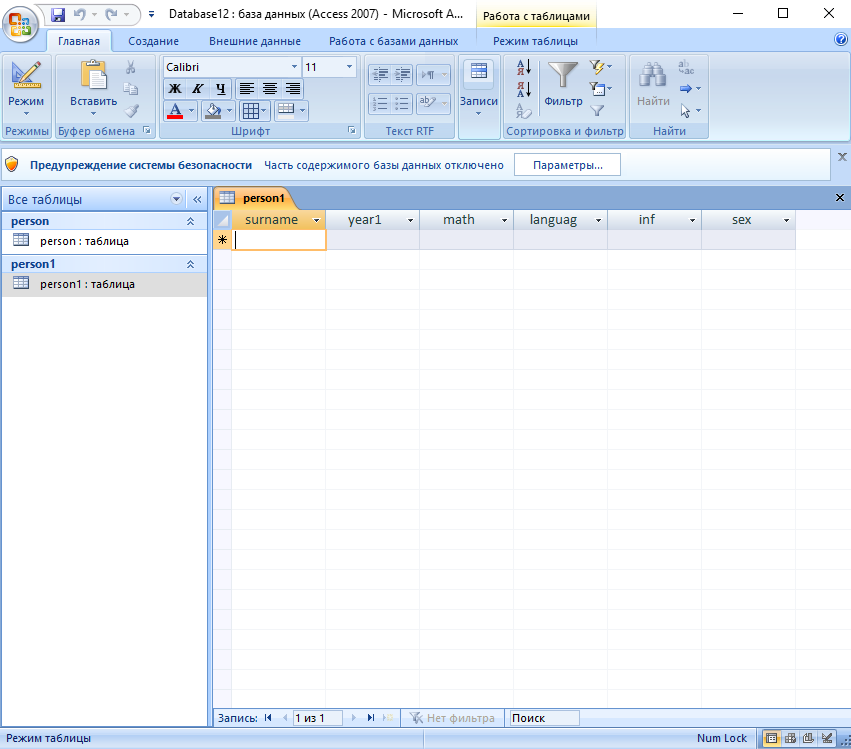 Database12 : база данных (Access 2007) - Microsoft A...
Работа с таблицами
Главная Создание Внешние данные Работа с базами данных Режим таблицы
Calibri 11
Режим Вставить Ж К Ч Записи Фильтр Найти
А
Режимы Буфер обмена Шрифт Текст RTF Сортировка и фильтр Найти
Предупреждение системы безопасности Часть содержимого базы данных отключено Параметры...
Все таблицы
person
person : таблица
person1
person1 : таблица
person1
surname year1 math languag inf sex
Запись: 1 из 1 Нет фильтра Поиск
Режим таблицы Num Lock